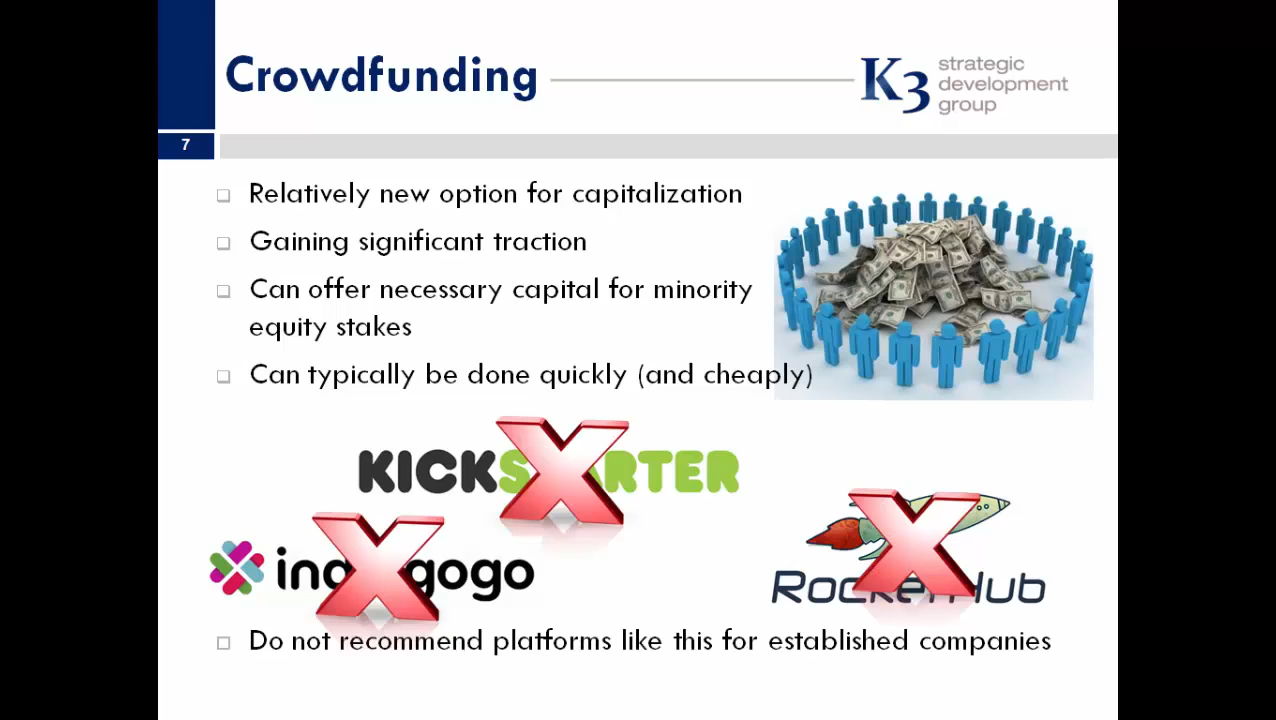 Crowdfunding
K3 strategic
development
group
7
Relatively new option for capitalization
Gaining significant traction
Can offer necessary capital for minority
equity stakes
Can typically be done quickly (and cheaply)
KICKSTARTER
indiegogo
RocketHub
Do not recommend platforms like this for established companies